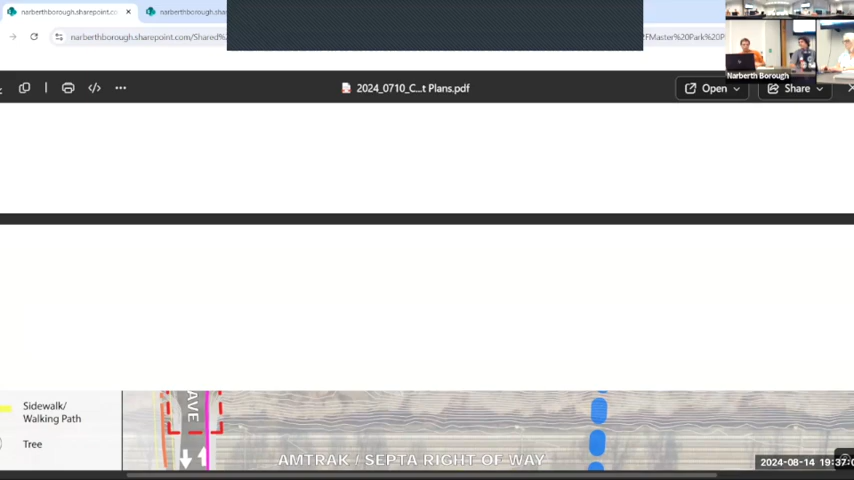 narberthborough.sharepoint.co
narberthborough.sha
narberthborough.sharepoint.com/Shared%
FMaster%20Park%20P
Narberth Borough
2024_0710_C...t Plans.pdf
Open
Share
Sidewalk/
Walking Path
Tree
AVE
AMTRAK / SEPTA RIGHT OF WAY
2024-08-14 19:37:0